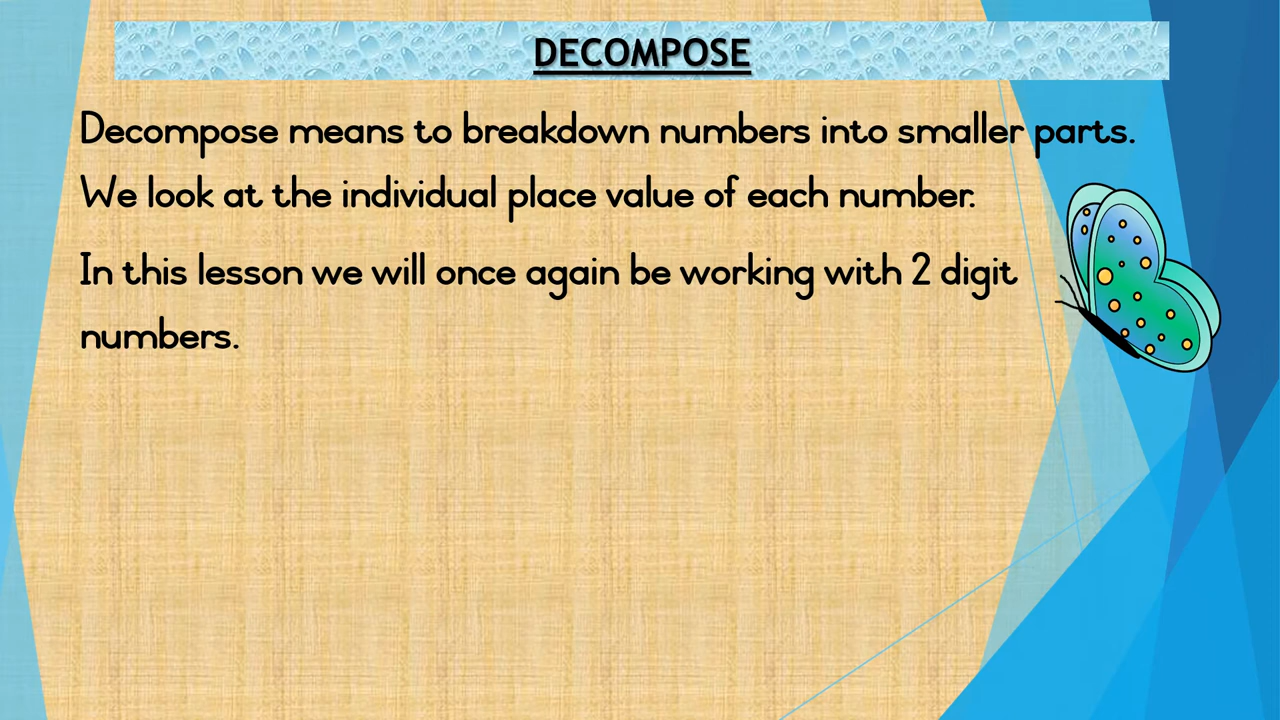 DECOMPOSE
Decompose means to breakdown numbers into smaller parts.
We look at the individual place value of each number.
In this lesson we will once again be working with 2 digit
numbers.